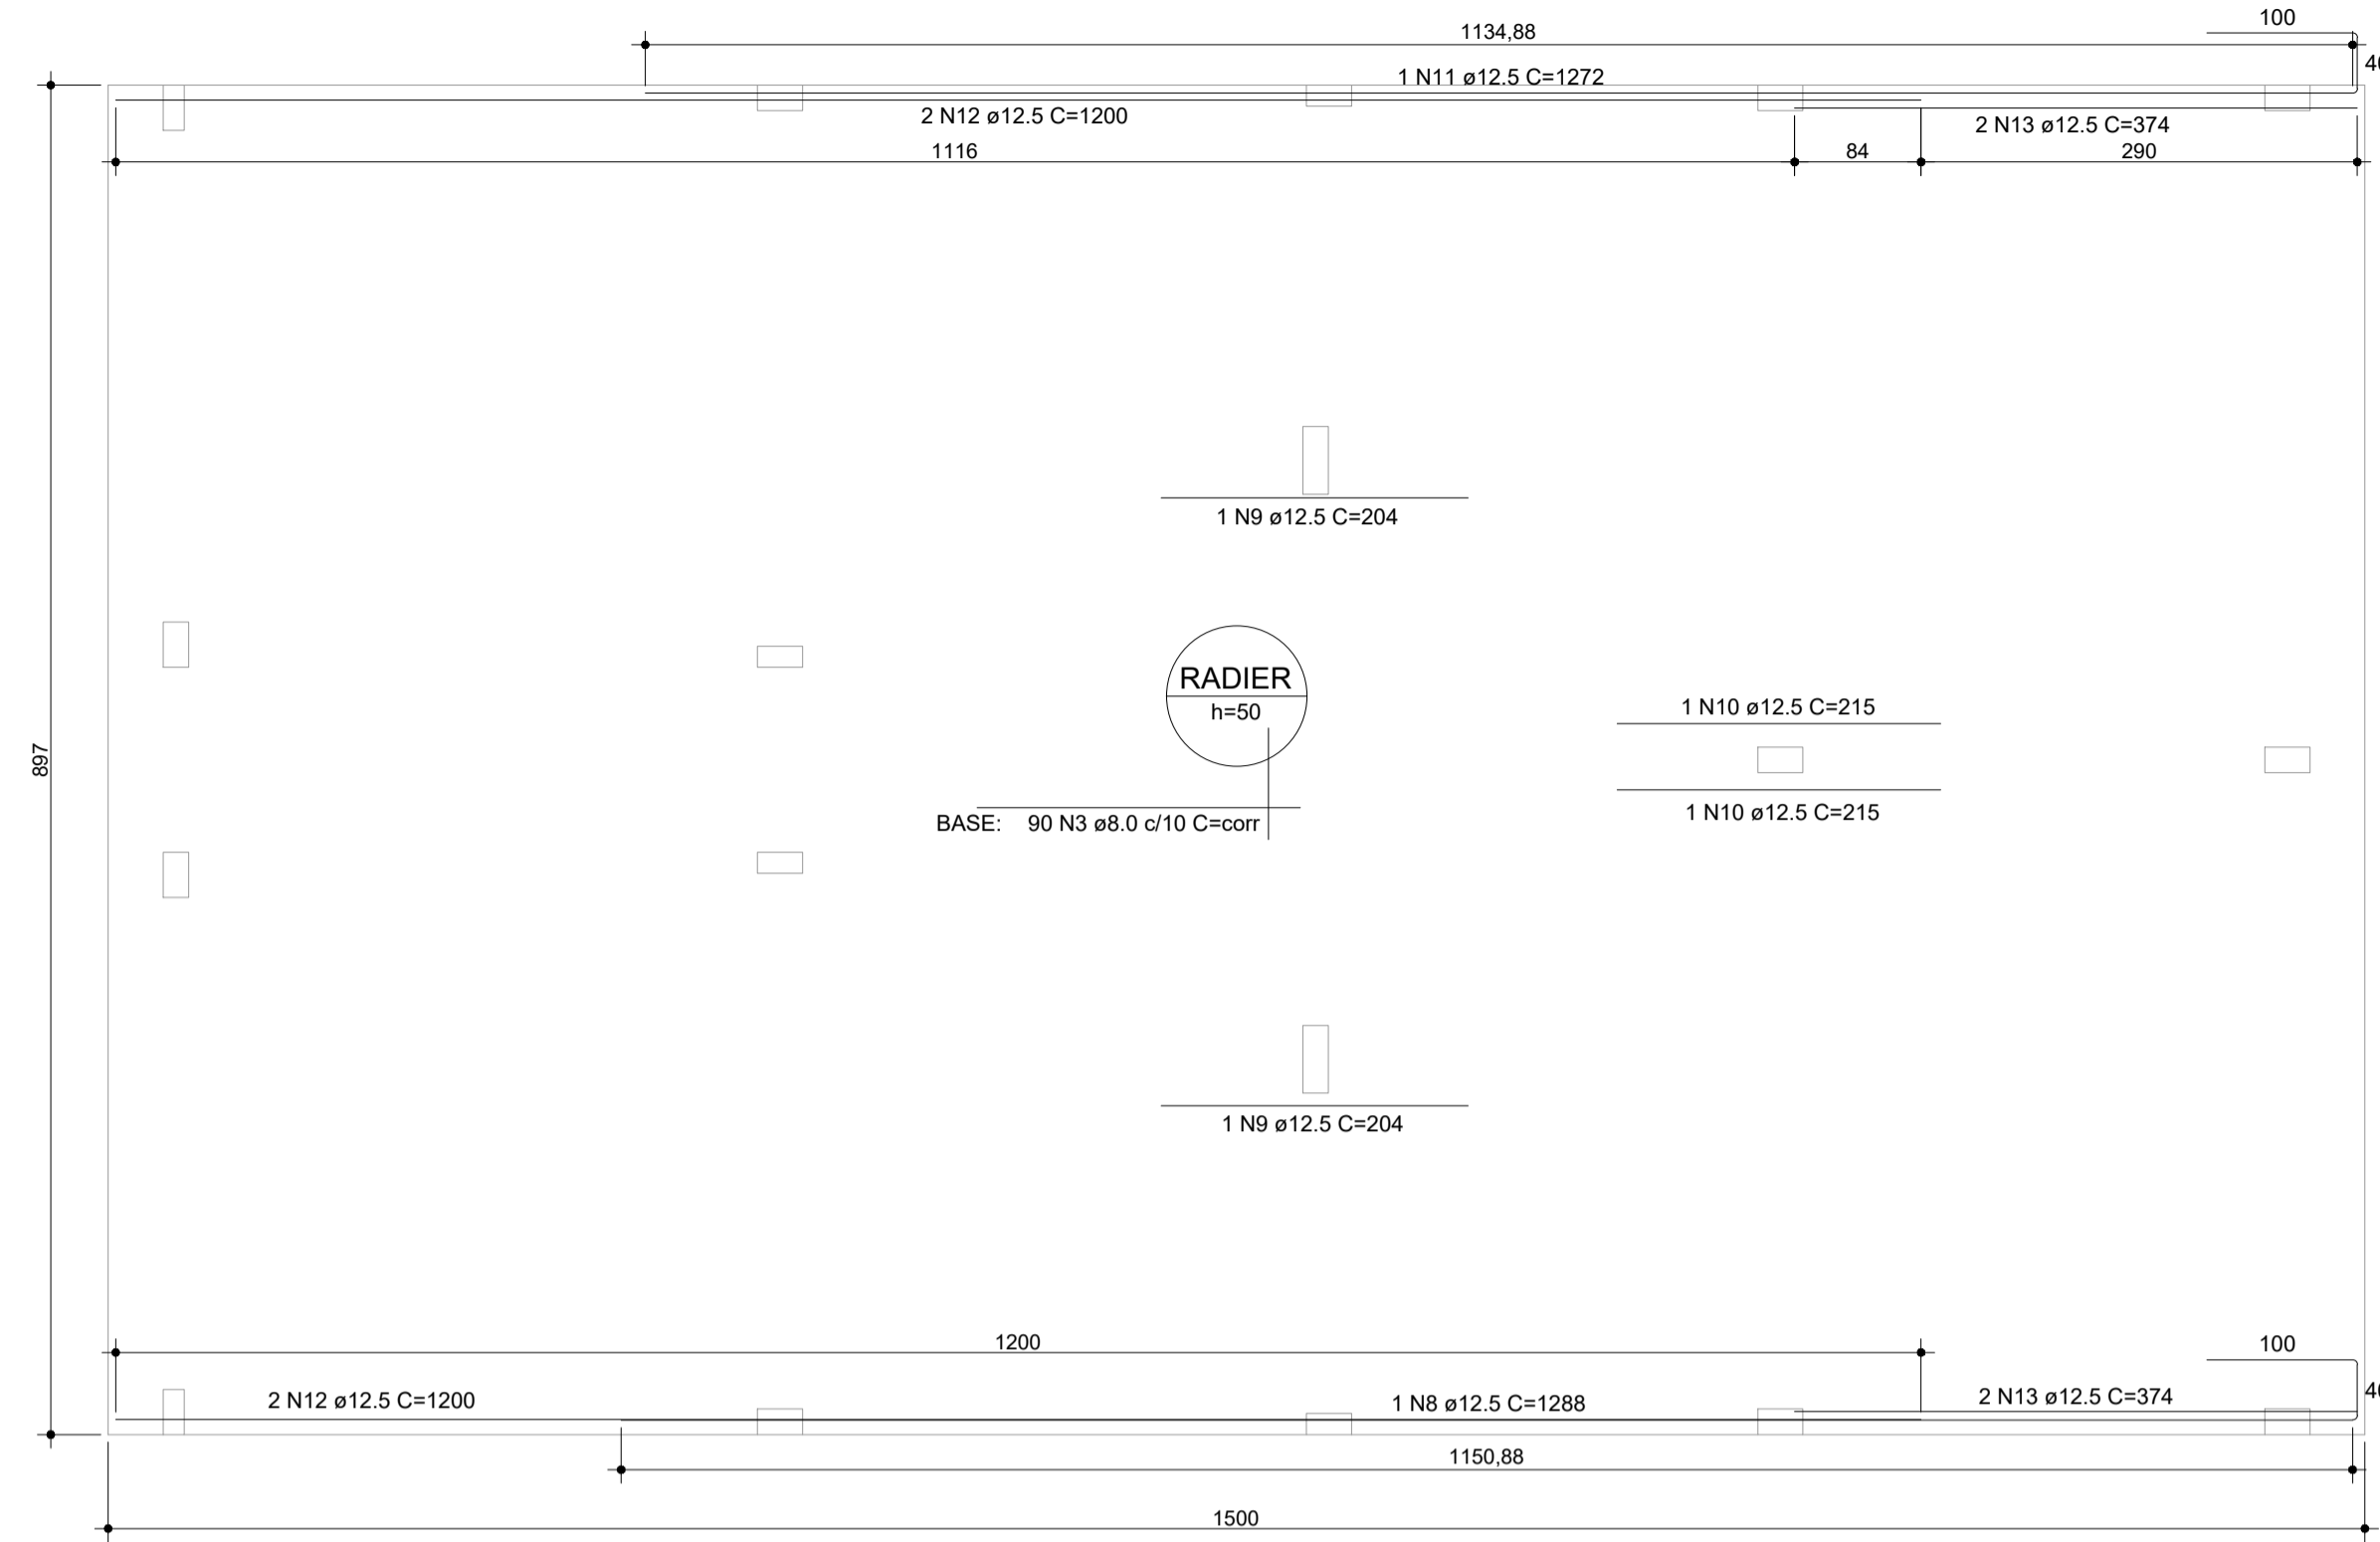 100
1134,88
40
1 N11 ø12.5 C=1272
2 N12 ø12.5 C=1200
2 N13 ø12.5 C=374
1116
84
290
1 N9 ø12.5 C=204
RADIER
h=50
1 N10 ø12.5 C=215
897
1 N10 ø12.5 C=215
BASE: 90 N3 ø8.0 c/10 C=corr
1 N9 ø12.5 C=204
1200
100
2 N12 ø12.5 C=1200
1 N8 ø12.5 C=1288
2 N13 ø12.5 C=374
40
1150,88
1500